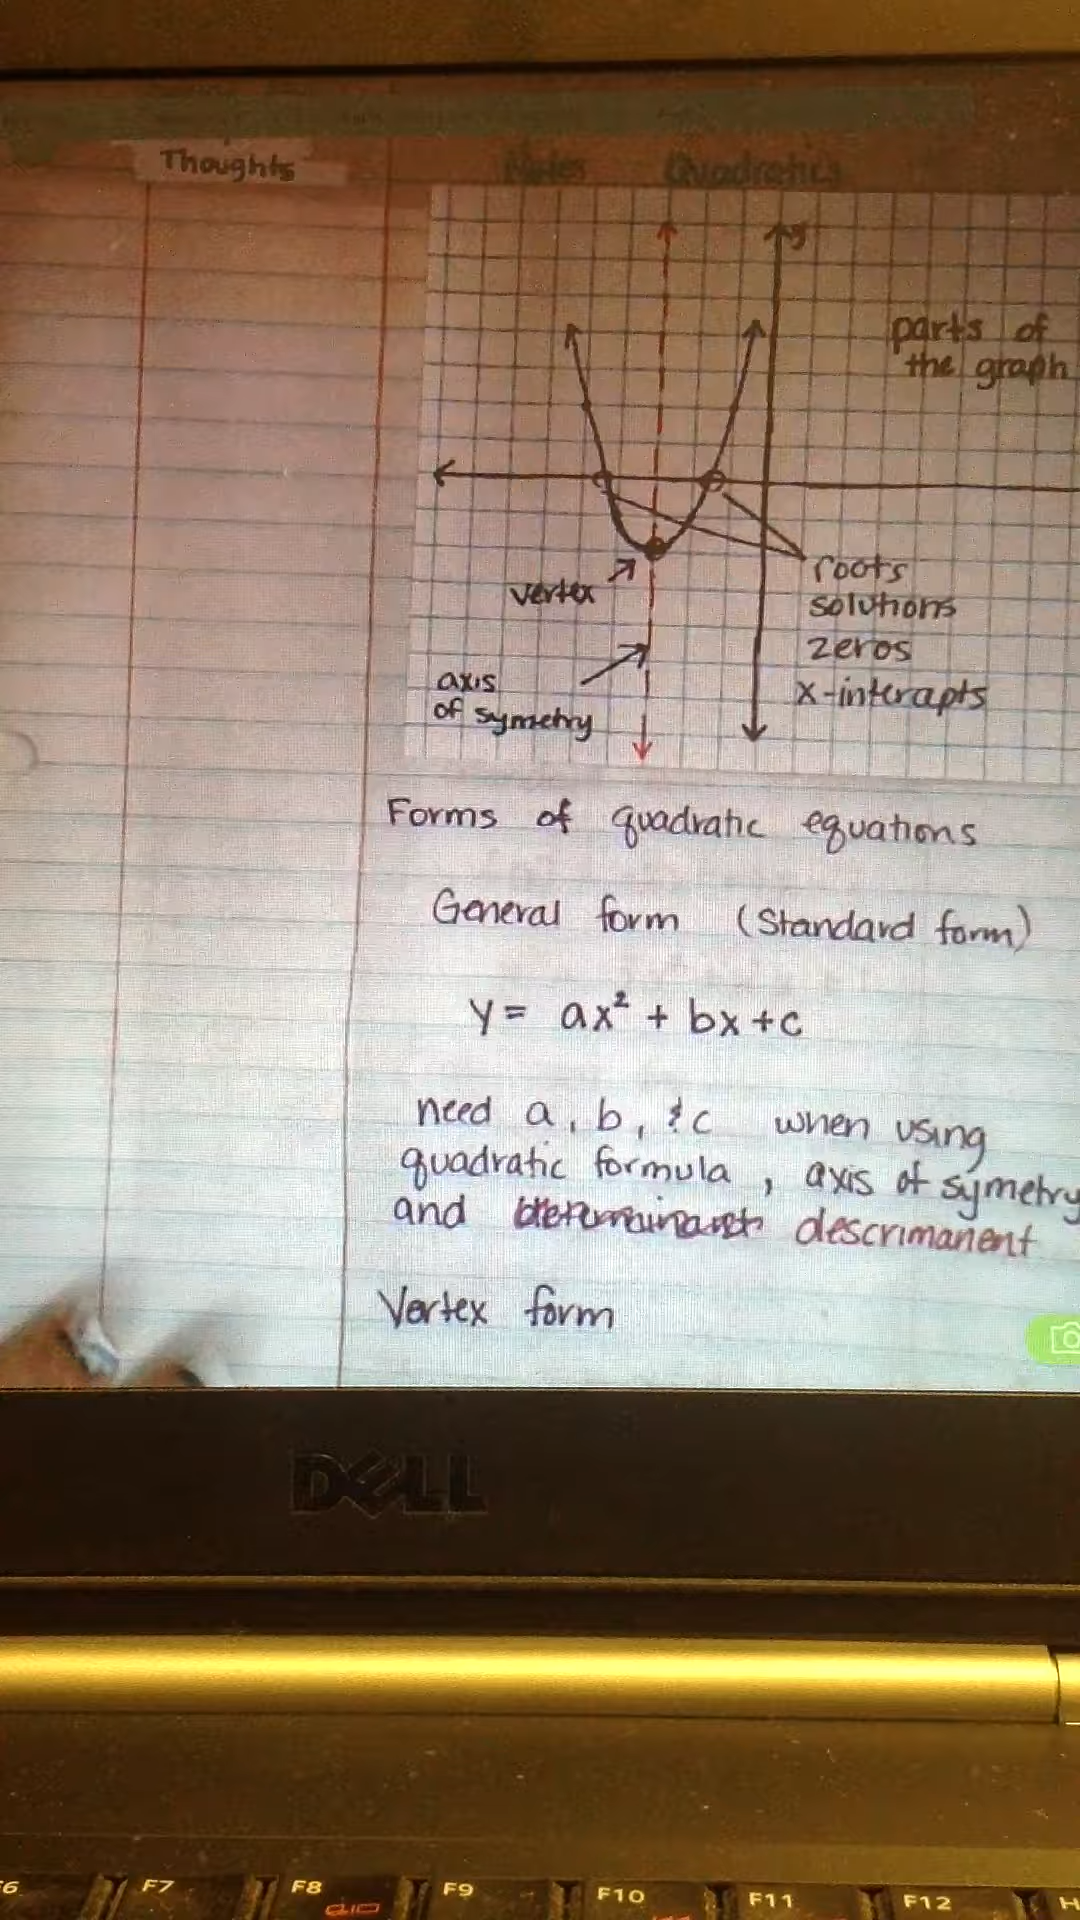 Thoughts
Notes Quadratics
y
parts of
the graph
vertex
roots
solutions
zeros
x-intercepts
axis
of symetry
Forms of quadratic equations
General form (Standard form)
y = ax² + bx + c
need a, b, & c when using
quadratic formula, axis of symetry
and descrimanent
Vertex form
DELL
F7 F8 F9 F10 F11 F12